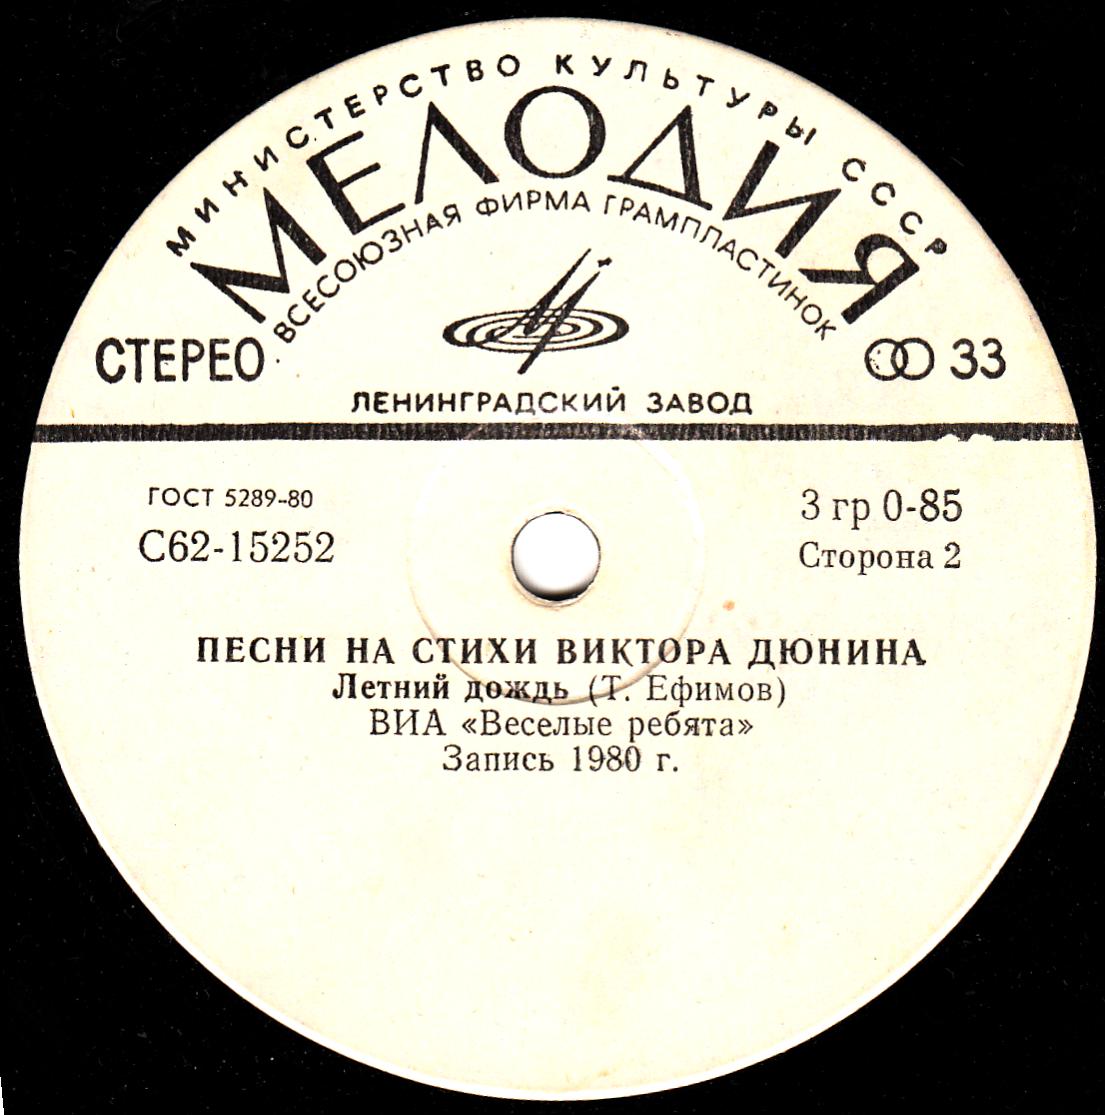 МИНИСТЕРСТВО КУЛЬТУРЫ СССР
МЕЛОДИЯ
ВСЕСОЮЗНАЯ ФИРМА ГРАМПЛАСТИНОК
СТЕРЕО
33
ЛЕНИНГРАДСКИЙ ЗАВОД
ГОСТ 5289-80
С62-15252
3 гр 0-85
Сторона 2
ПЕСНИ НА СТИХИ ВИКТОРА ДЮНИНА
Летний дождь (Т. Ефимов)
ВИА «Веселые ребята»
Запись 1980 г.